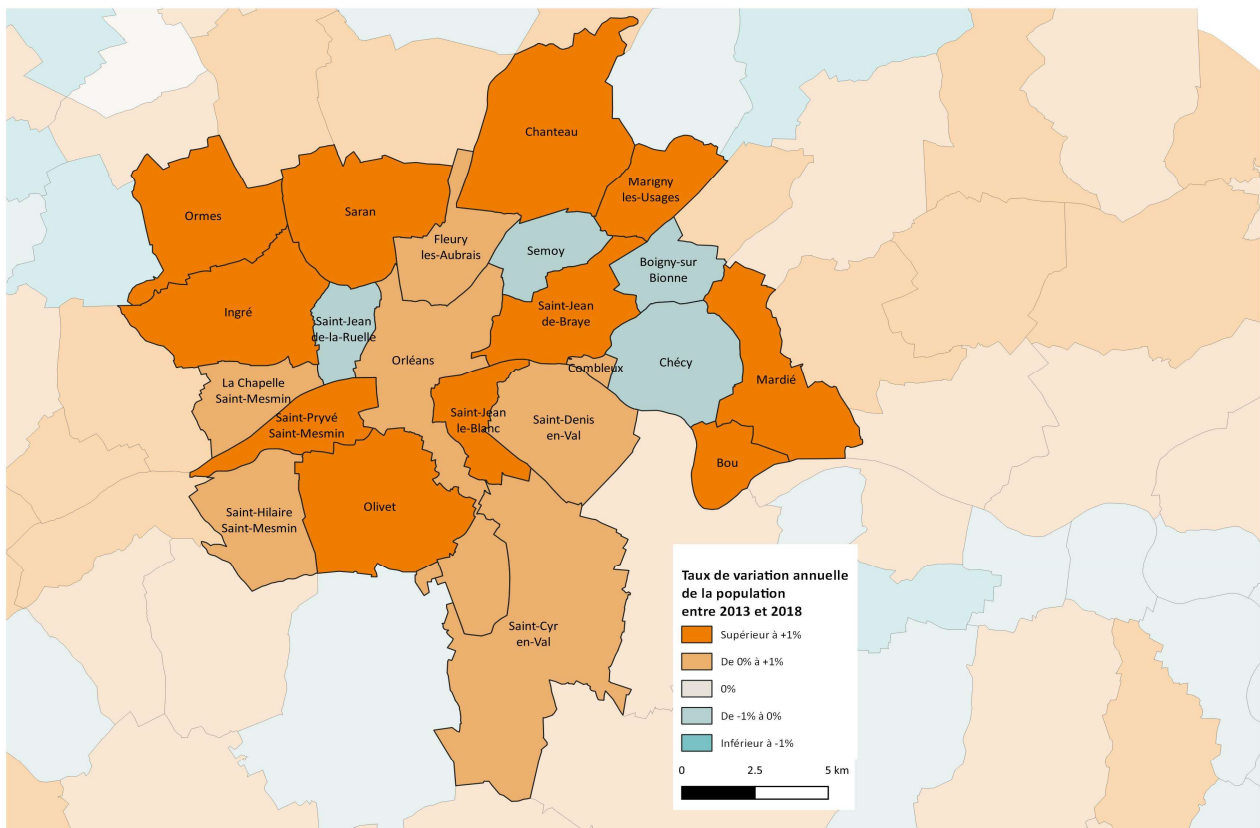 Chanteau
Marigny
les-Usages
Ormes
Saran
Fleury
les-Aubrais
Semoy
Boigny-sur
Bionne
Ingré
Saint-Jean
de-la-Ruelle
Saint-Jean
de-Braye
Orléans
Combleux
Chécy
Mardié
La Chapelle
Saint-Mesmin
Saint-Pryvé
Saint-Mesmin
Saint-Jean
le-Blanc
Saint-Denis
en-Val
Bou
Saint-Hilaire
Saint-Mesmin
Olivet
Saint-Cyr
en-Val
Taux de variation annuelle
de la population
entre 2013 et 2018
Supérieur à +1%
De 0% à +1%
0%
De -1% à 0%
Inférieur à -1%
0 2.5 5 km